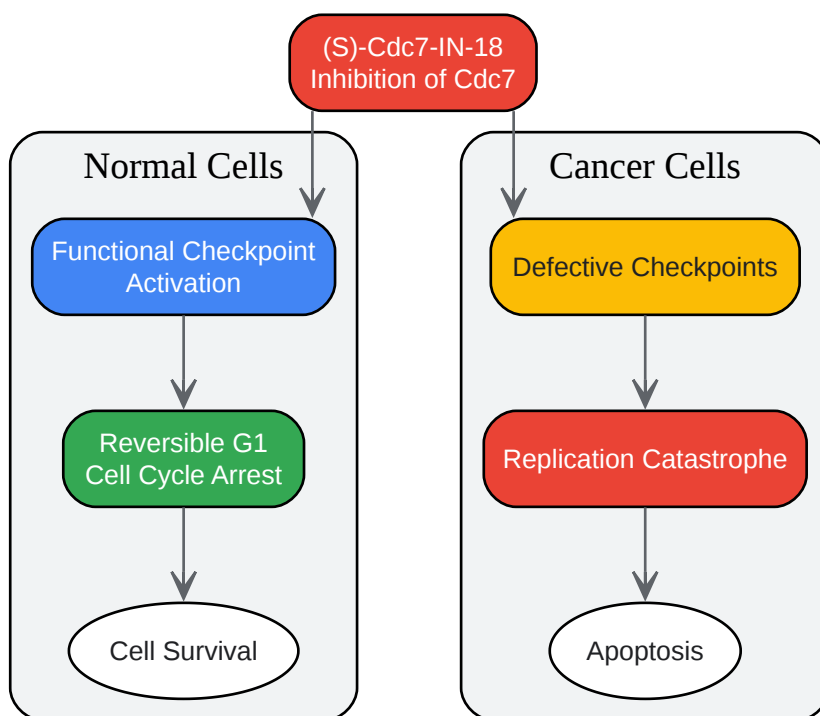 (S)-Cdc7-IN-18
Inhibition of Cdc7
Normal Cells
Functional Checkpoint
Activation
Reversible G1
Cell Cycle Arrest
Cell Survival
Cancer Cells
Defective Checkpoints
Replication Catastrophe
Apoptosis